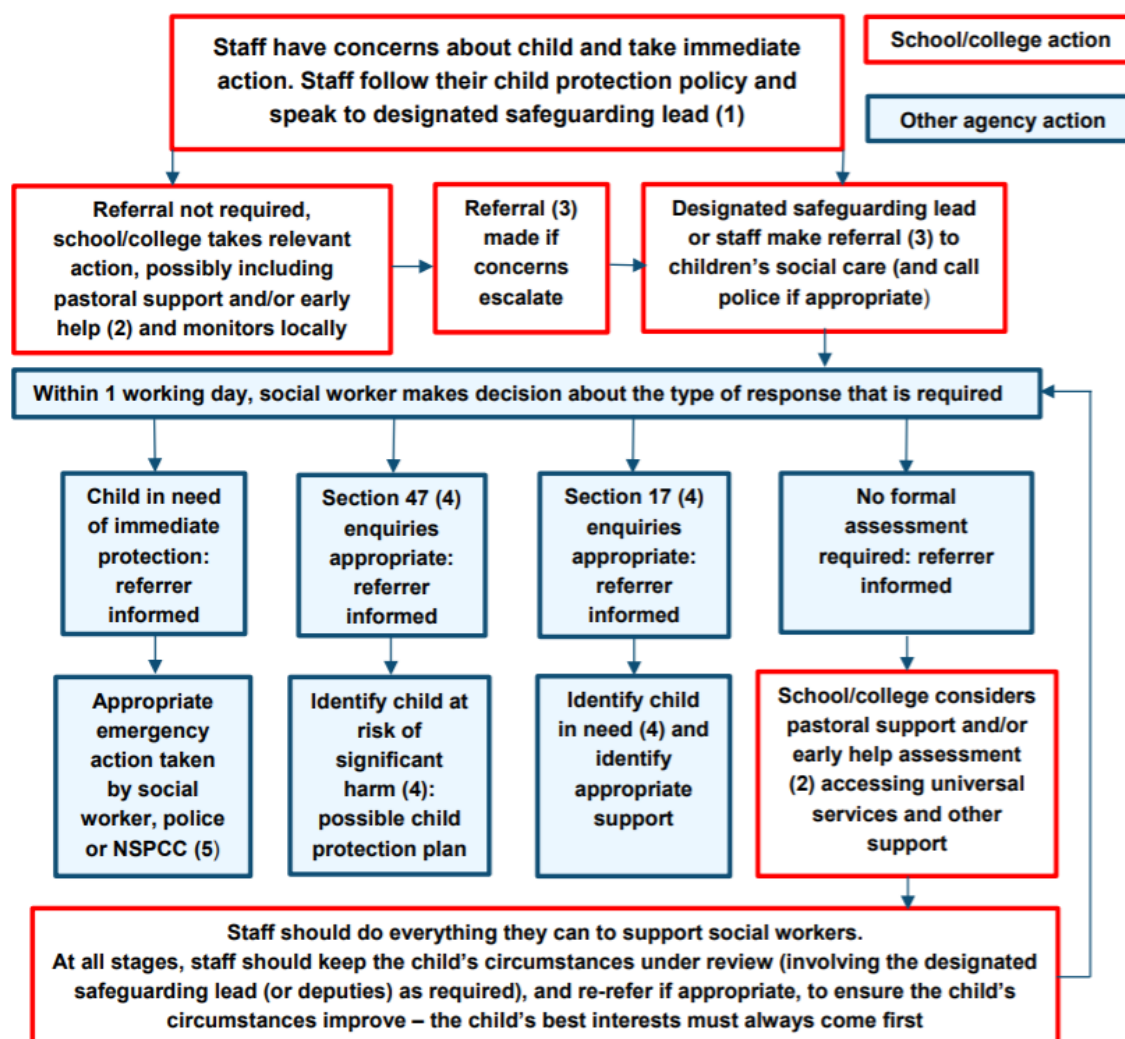 Staff have concerns about child and take immediate
action. Staff follow their child protection policy and
speak to designated safeguarding lead (1)
School/college action
Other agency action
Referral not required,
school/college takes relevant
action, possibly including
pastoral support and/or early
help (2) and monitors locally
Referral (3)
made if
concerns
escalate
Designated safeguarding lead
or staff make referral (3) to
children’s social care (and call
police if appropriate)
Within 1 working day, social worker makes decision about the type of response that is required
Child in need
of immediate
protection:
referrer
informed
Section 47 (4)
enquiries
appropriate:
referrer
informed
Section 17 (4)
enquiries
appropriate:
referrer
informed
No formal
assessment
required: referrer
informed
Appropriate
emergency
action taken
by social
worker, police
or NSPCC (5)
Identify child at
risk of
significant
harm (4):
possible child
protection plan
Identify child
in need (4) and
identify
appropriate
support
School/college considers
pastoral support and/or
early help assessment
(2) accessing universal
services and other
support
Staff should do everything they can to support social workers.
At all stages, staff should keep the child’s circumstances under review (involving the designated
safeguarding lead (or deputies) as required), and re-refer if appropriate, to ensure the child’s
circumstances improve – the child’s best interests must always come first